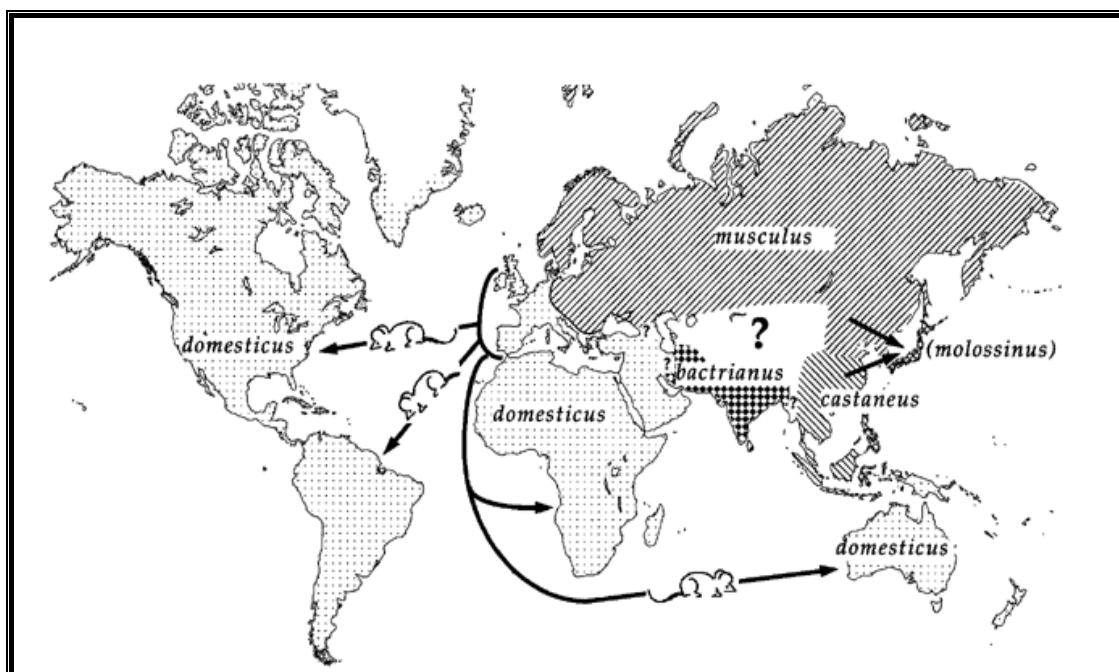 musculus
?
domesticus
(molossinus)
?
?
bactrianus
?
castaneus
domesticus
domesticus